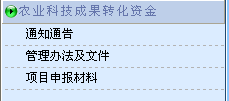 农业科技成果转化资金
通知通告
管理办法及文件
项目申报材料